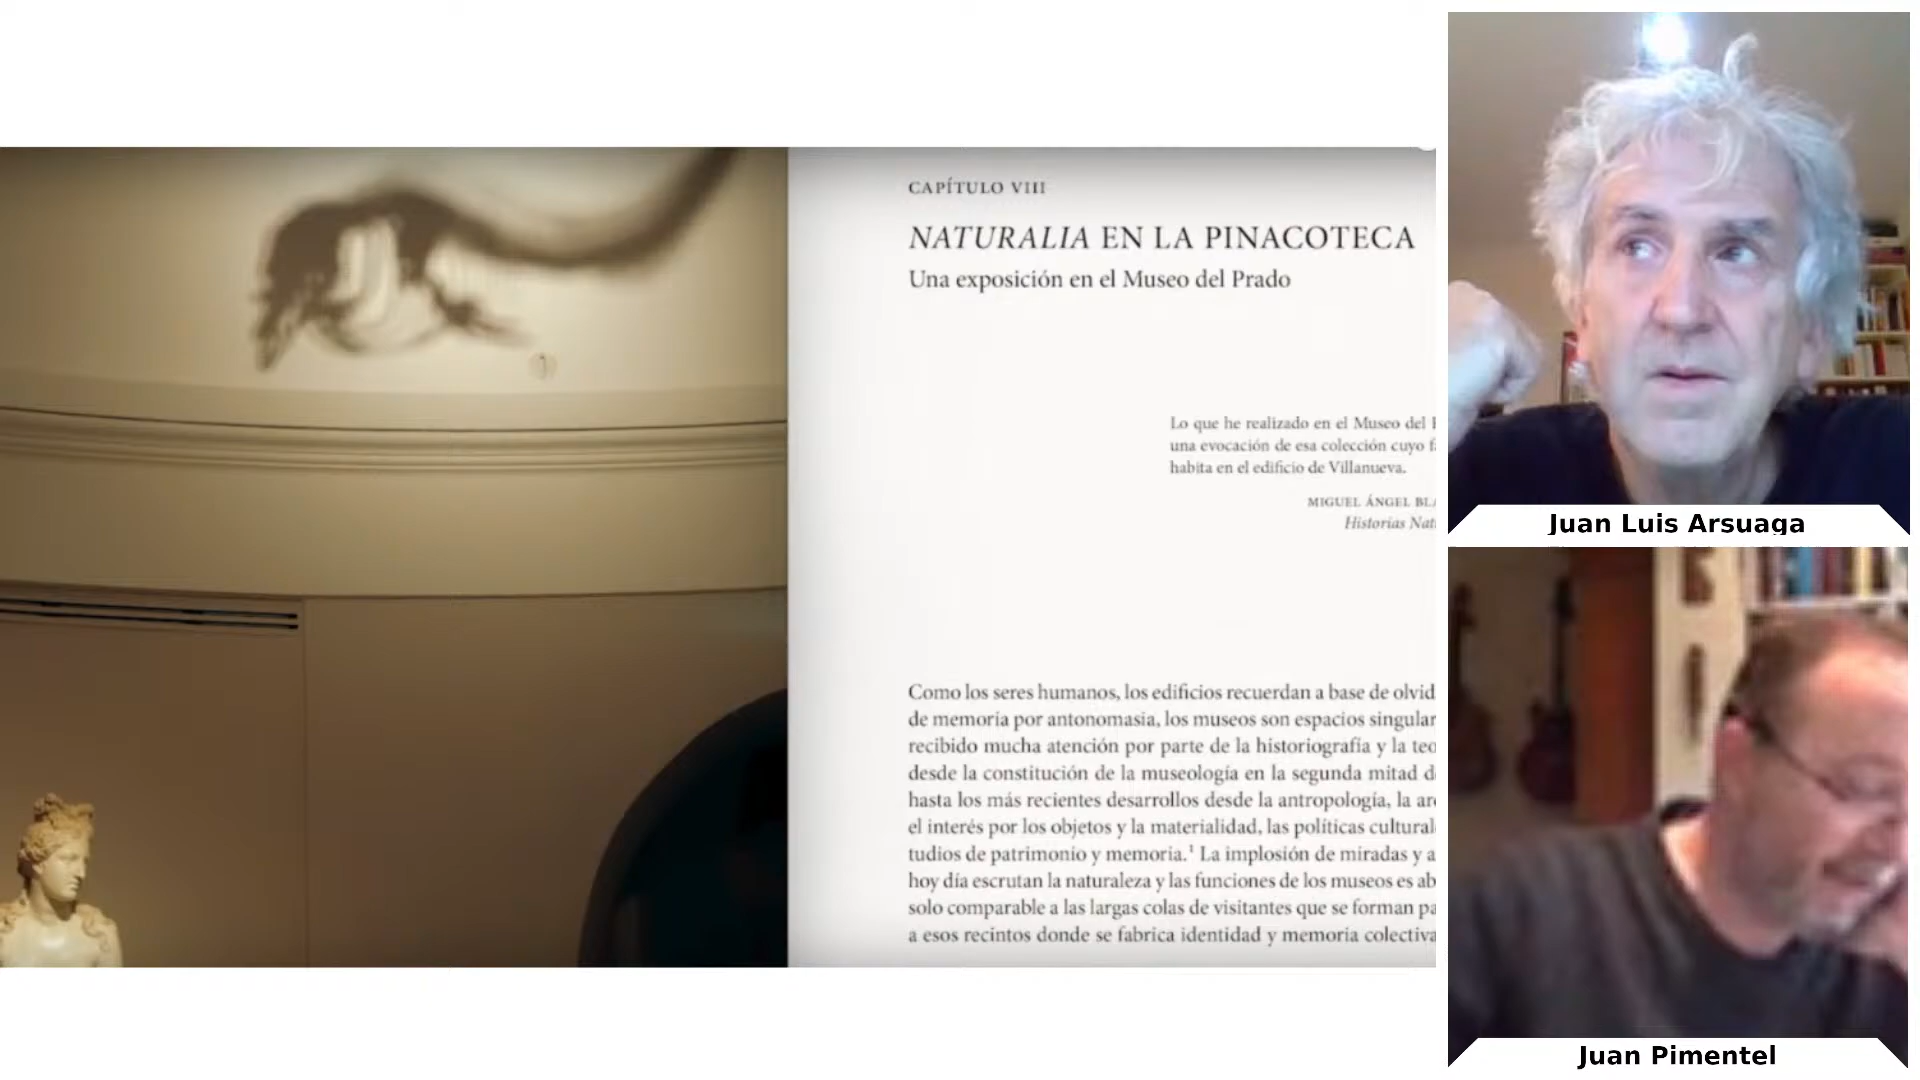 CAPÍTULO VIII
NATURALIA EN LA PINACOTECA
Una exposición en el Museo del Prado
Lo que he realizado en el Museo del
una evocación de esa colección cuyo
habita en el edificio de Villanueva.
MIGUEL ÁNGEL
Historias
Como los seres humanos, los edificios recuerdan a base de
de memoria por antonomasia, los museos son espacios
recibido mucha atención por parte de la historiografía y la
desde la constitución de la museología en la segunda mitad
hasta los más recientes desarrollos desde la antropología, la
el interés por los objetos y la materialidad, las políticas
tudios de patrimonio y memoria.¹ La implosión de miradas y
hoy día escrutan la naturaleza y las funciones de los museos es
solo comparable a las largas colas de visitantes que se forman
a esos recintos donde se fabrica identidad y memoria
Juan Luis Arsuaga
Juan Pimentel